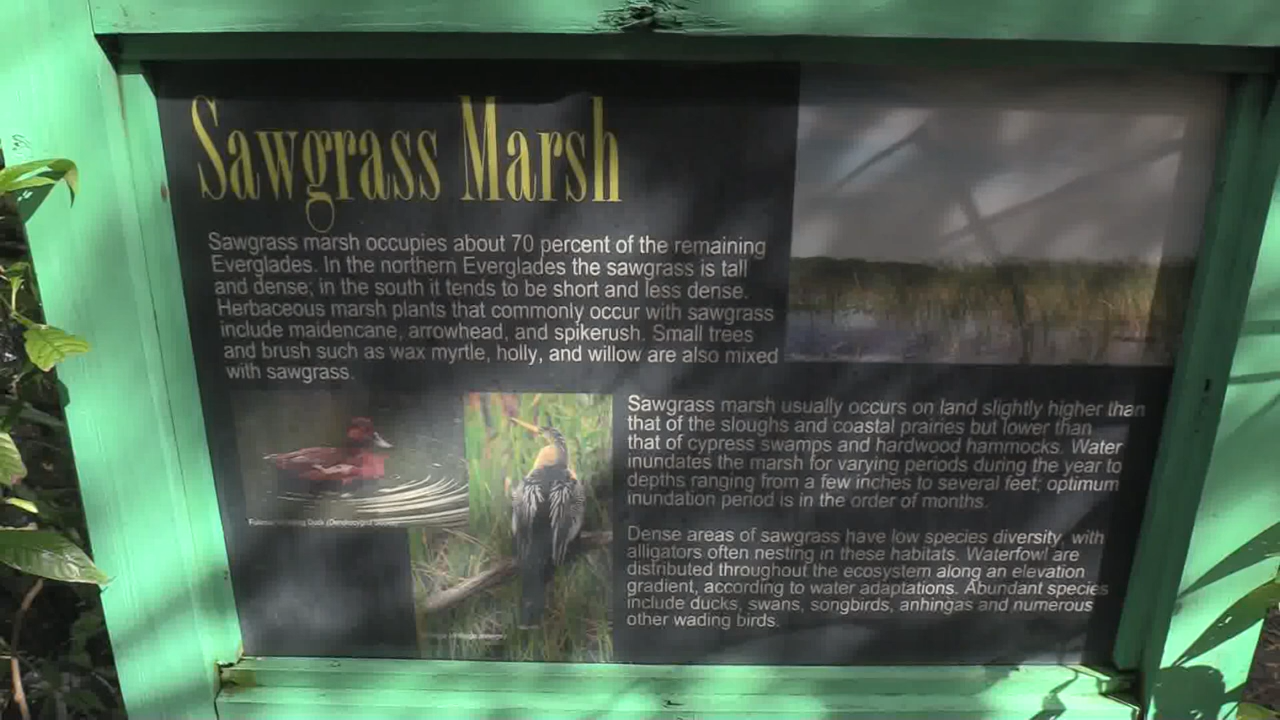 Sawgrass Marsh
Sawgrass marsh occupies about 70 percent of the remaining
Everglades. In the northern Everglades the sawgrass is tall
and dense; in the south it tends to be short and less dense.
Herbaceous marsh plants that commonly occur with sawgrass
include maidencane, arrowhead, and spikerush. Small trees
and brush such as wax myrtle, holly, and willow are also mixed
with sawgrass.
Sawgrass marsh usually occurs on land slightly higher than
that of the sloughs and coastal prairies but lower than
that of cypress swamps and hardwood hammocks. Water
inundates the marsh for varying periods during the year to
depths ranging from a few inches to several feet; optimum
inundation period is in the order of months.
Dense areas of sawgrass have low species diversity, with
alligators often nesting in these habitats. Waterfowl are
distributed throughout the ecosystem along an elevation
gradient, according to water adaptations. Abundant species
include ducks, swans, songbirds, anhingas and numerous
other wading birds.